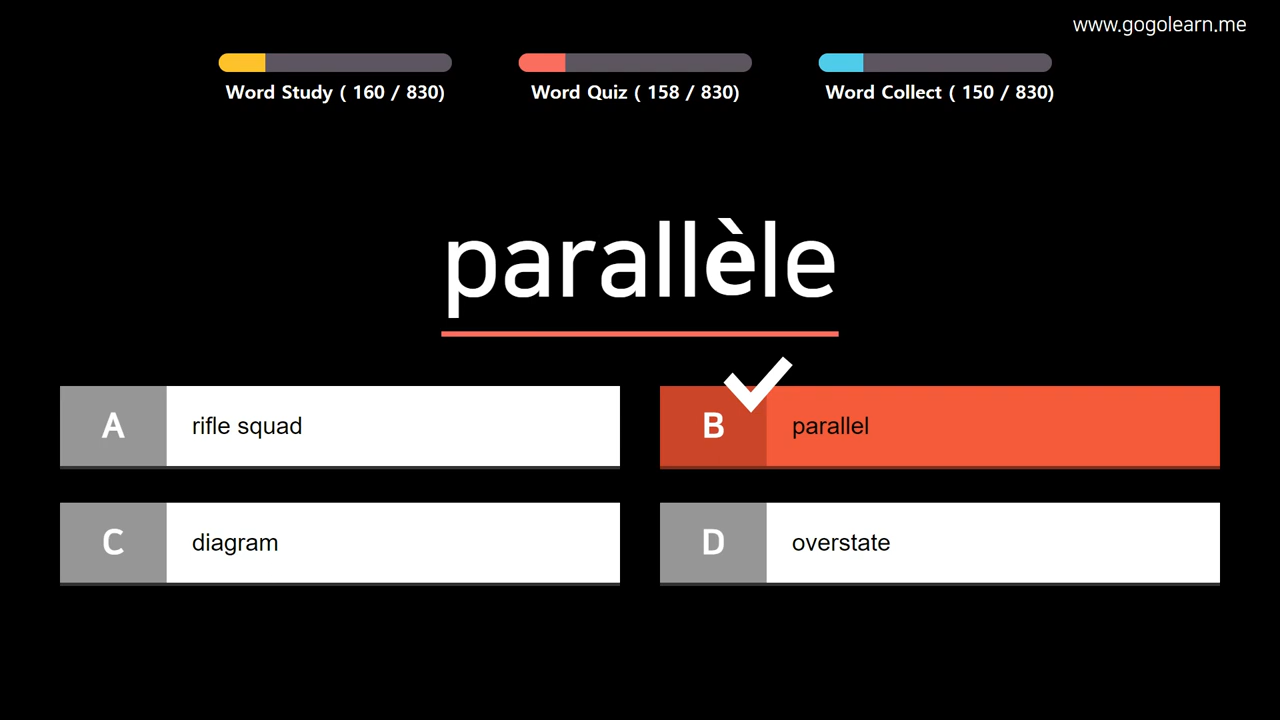 www.gogolearn.me
Word Study ( 160 / 830)
Word Quiz ( 158 / 830)
Word Collect ( 150 / 830)
parallèle
A rifle squad
B parallel
C diagram
D overstate